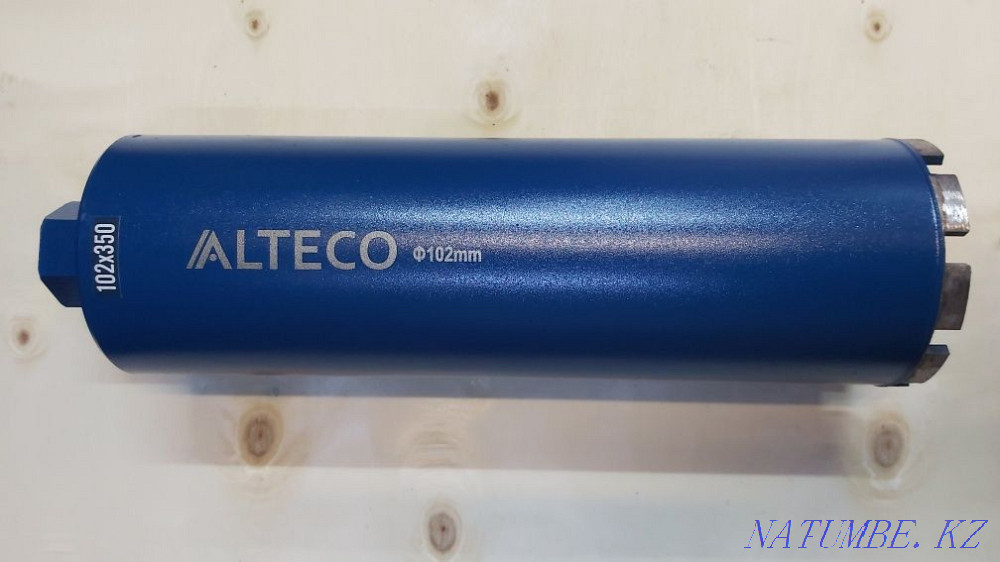 102x350
ALTECO Φ102mm
NATUMBE. KZ